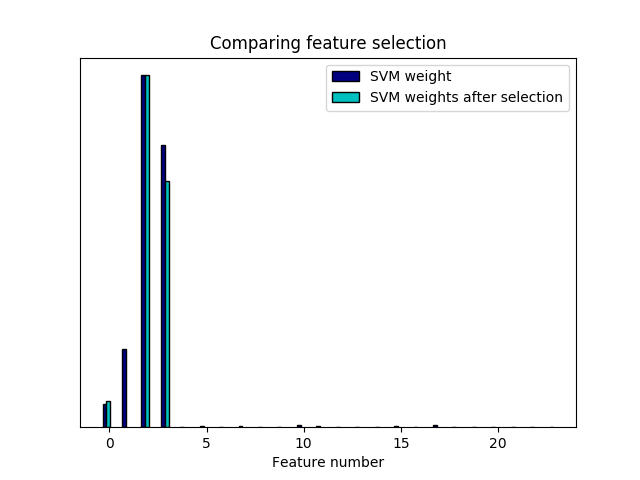 Comparing feature selection
SVM weight
SVM weights after selection
0 5 10 15 20
Feature number